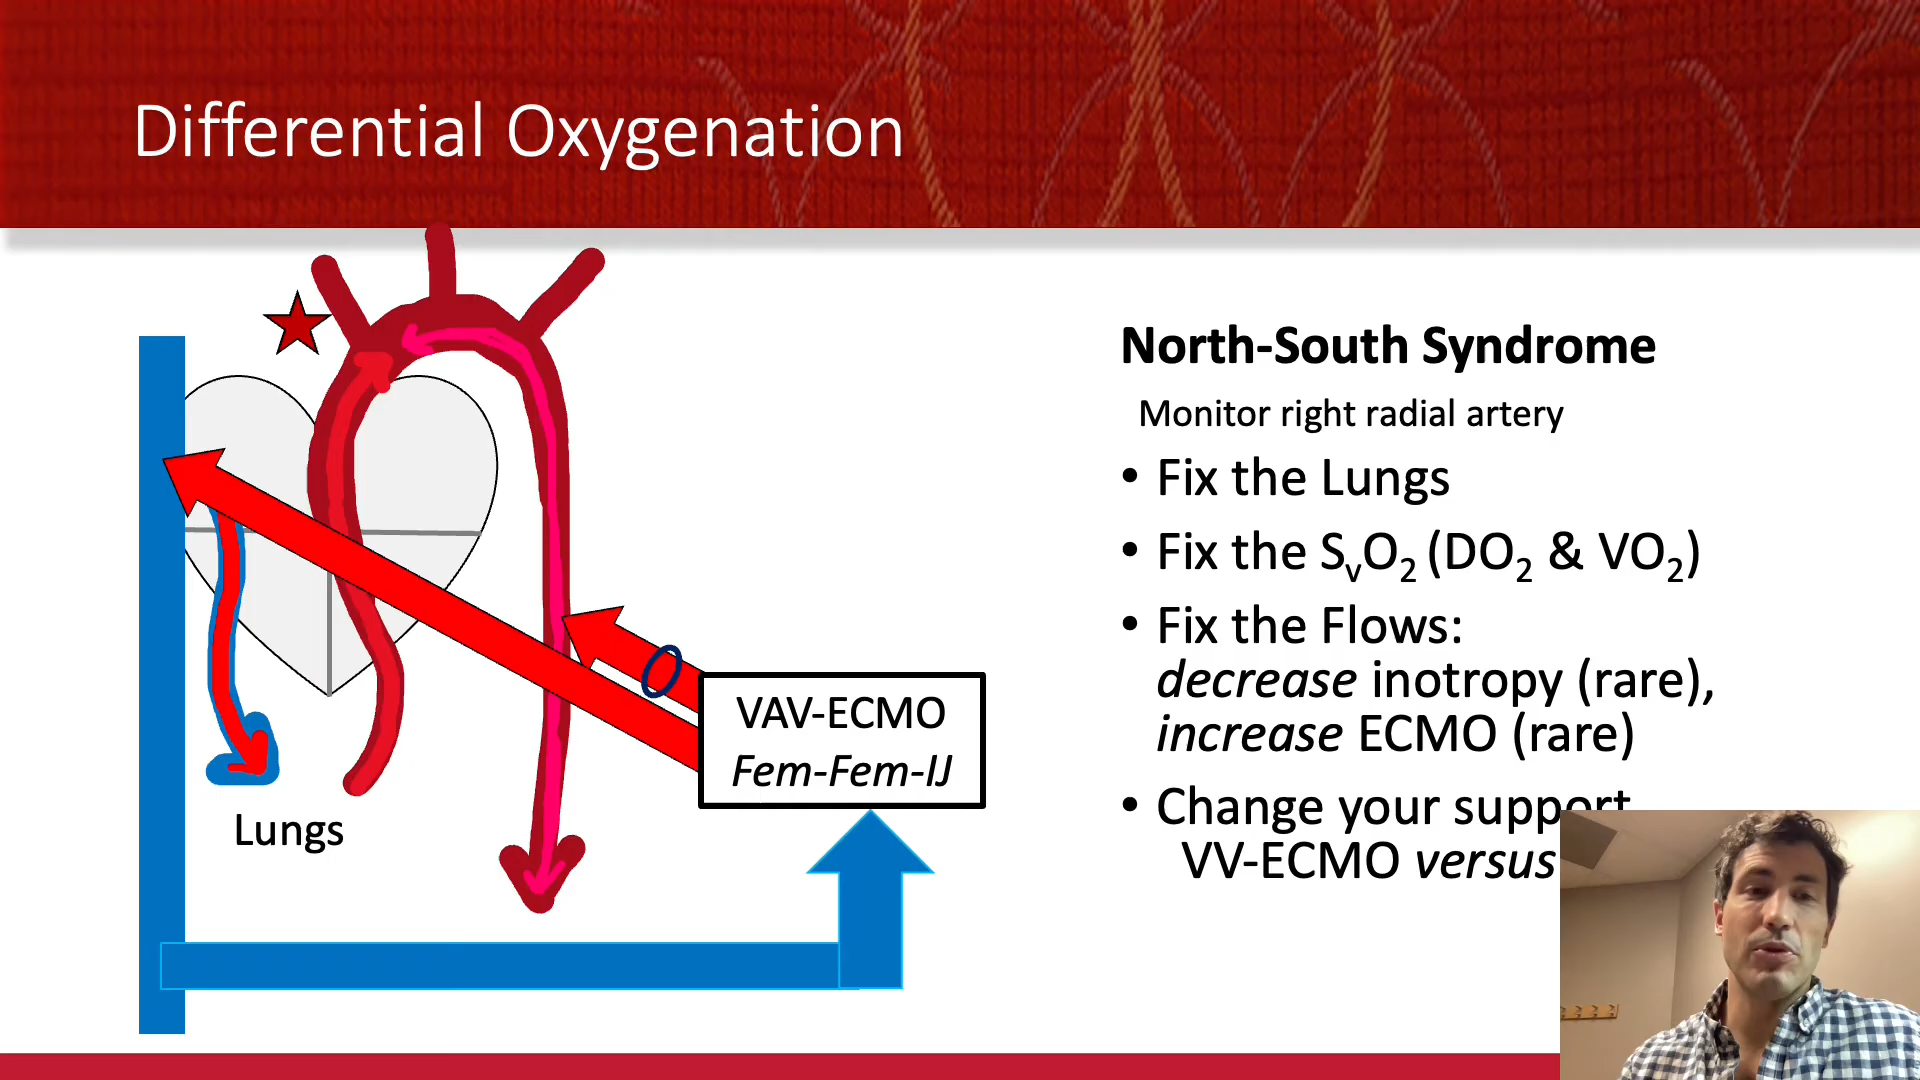 Differential Oxygenation
North-South Syndrome
Monitor right radial artery
• Fix the Lungs
• Fix the SvO2 (DO2 & VO2)
• Fix the Flows:
decrease inotropy (rare),
increase ECMO (rare)
• Change your support
VV-ECMO versus
VAV-ECMO
Fem-Fem-IJ
Lungs